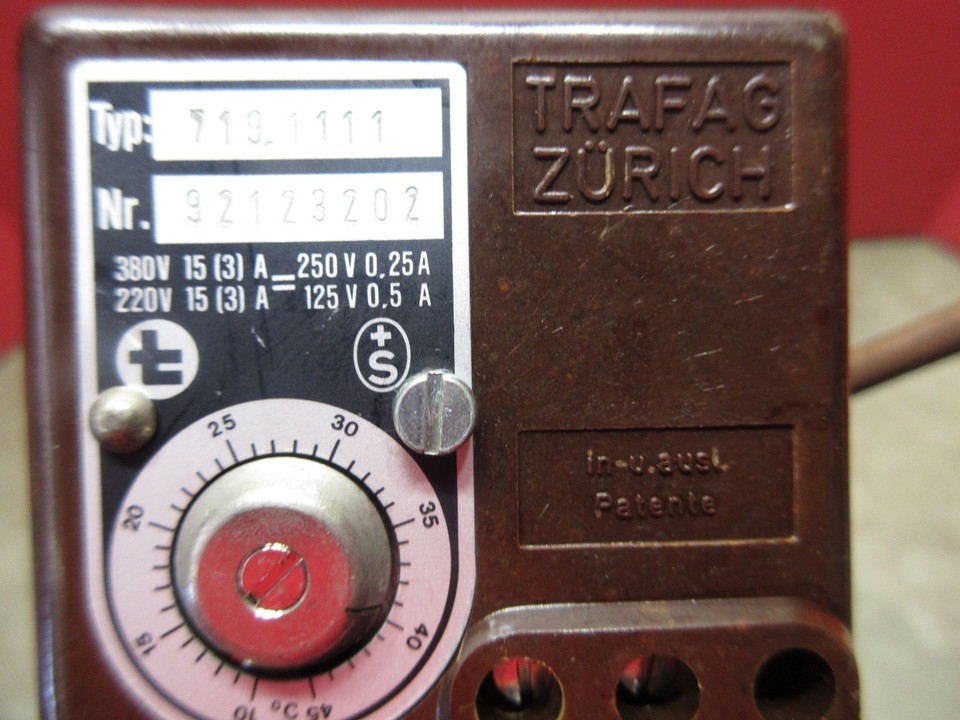 Typ: 719.1111
Nr. 92123202
380V 15 (3) A = 250 V 0,25 A
220V 15 (3) A 125 V 0,5 A
t
+
S
TRAFAG
ZÜRICH
in-u.ausl.
Patente
10
15
20
25
30
35
40
45
°C